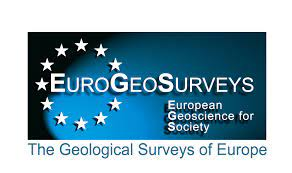 EUROGEOSURVEYS
European
Geoscience for
Society
The Geological Surveys of Europe